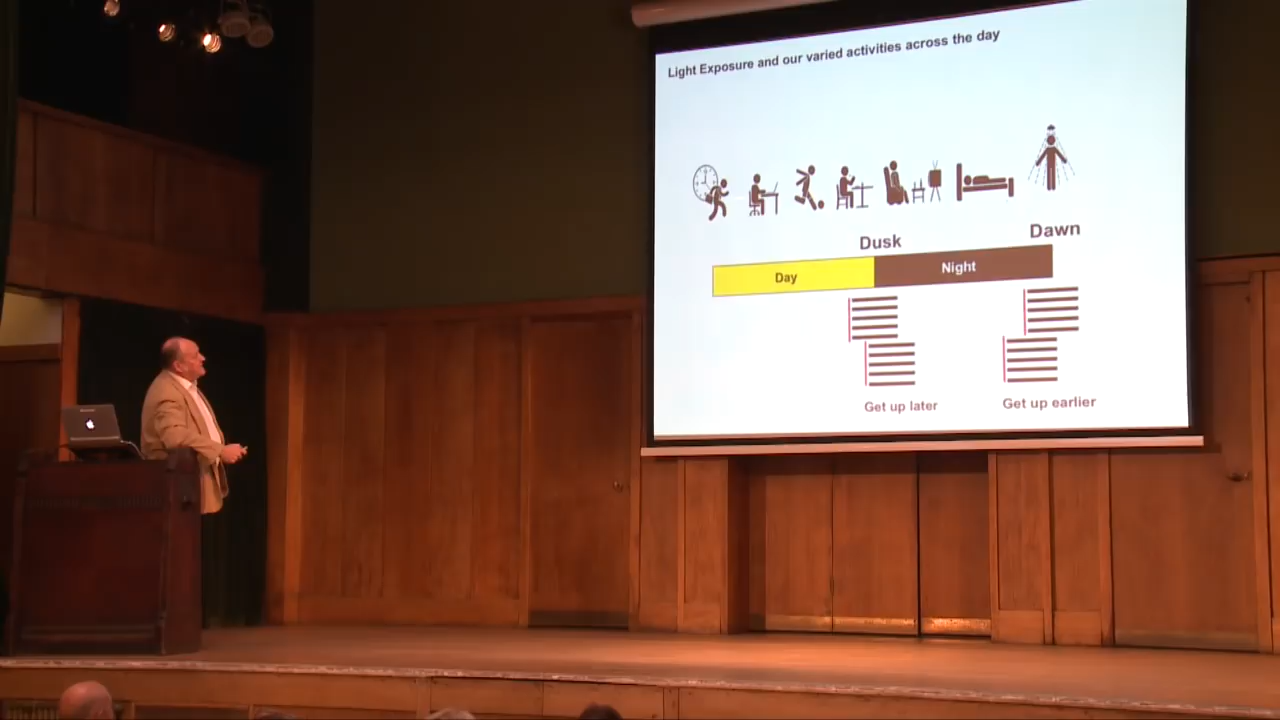 Light Exposure and our varied activities across the day
Dusk
Dawn
Day
Night
Get up later
Get up earlier